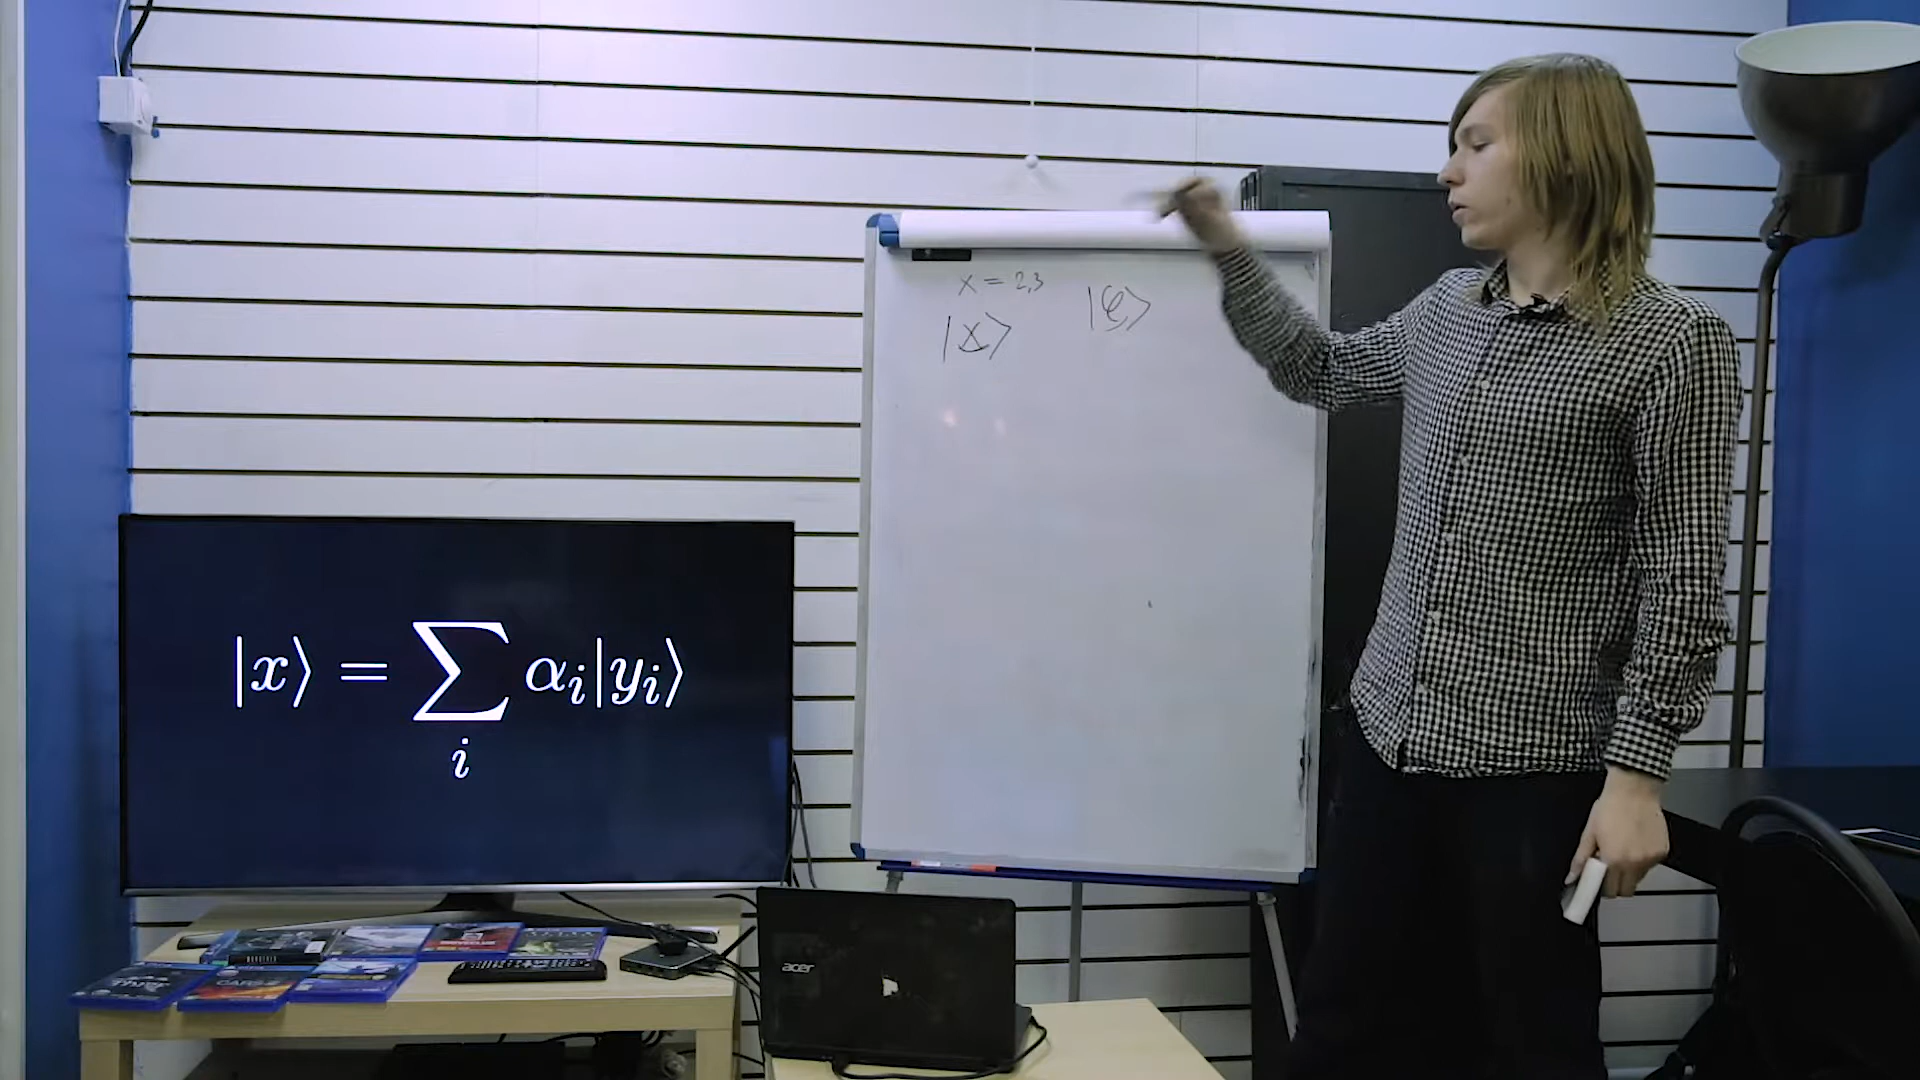 |x⟩ = ∑ αᵢ|yᵢ⟩
i
x = 2,3
|x⟩
|φ⟩
acer